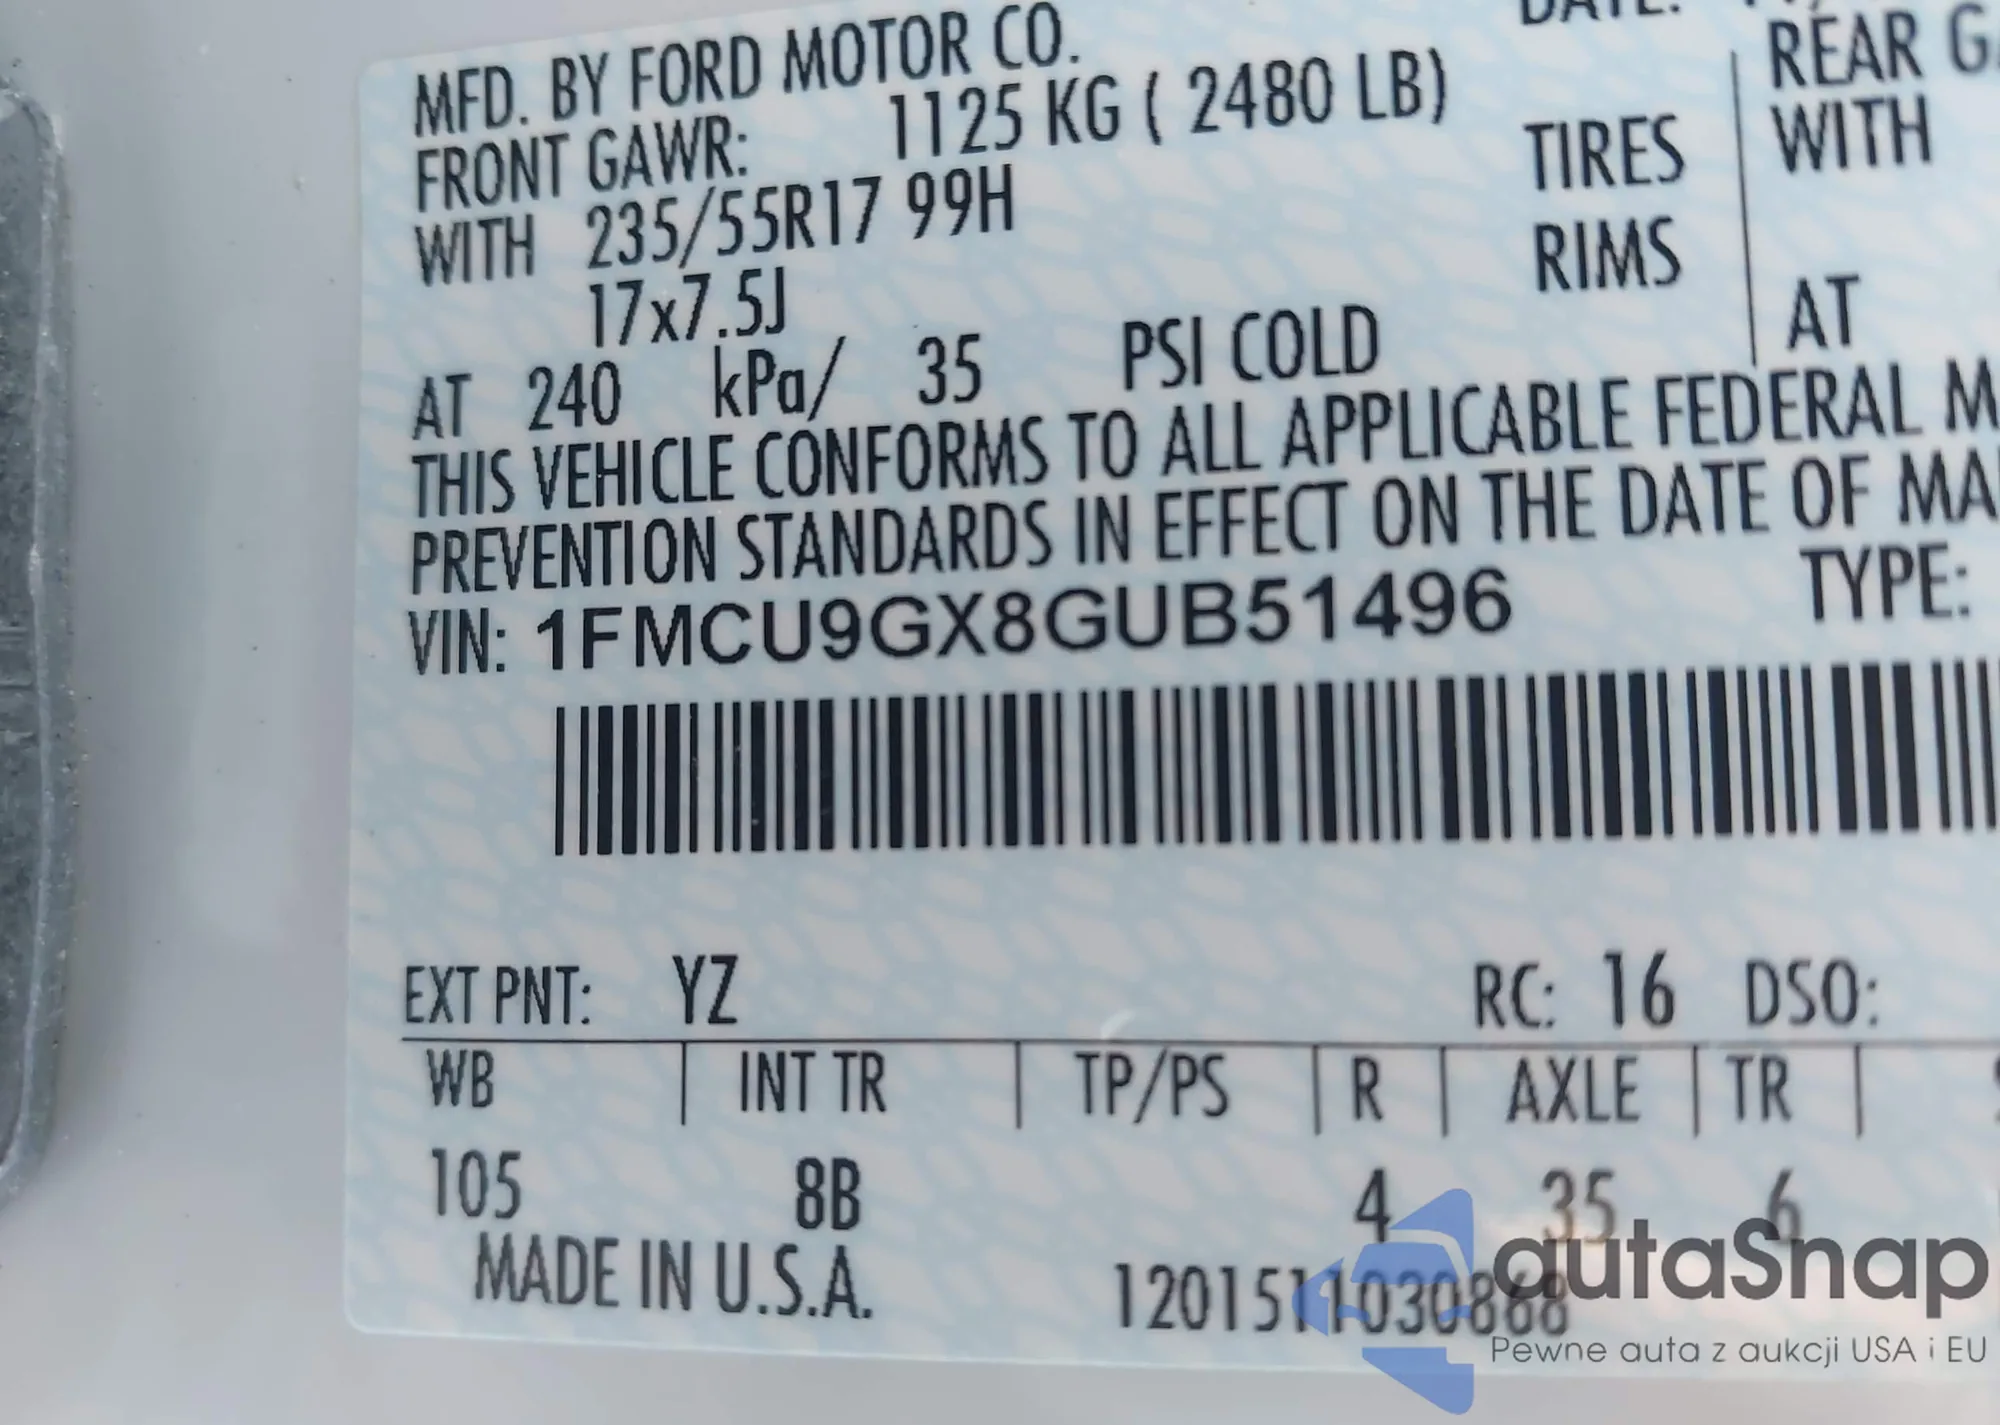 MFD. BY FORD MOTOR CO.
DATE:
FRONT GAWR: 1125 KG ( 2480 LB)
REAR
WITH 235/55R17 99H TIRES WITH
17x7.5J RIMS
AT 240 kPa/ 35 PSI COLD AT
THIS VEHICLE CONFORMS TO ALL APPLICABLE FEDERAL M
PREVENTION STANDARDS IN EFFECT ON THE DATE OF MA
VIN: 1FMCU9GX8GUB51496 TYPE:
EXT PNT: YZ RC: 16 DSO:
WB INT TR TP/PS R AXLE TR
105 8B 4 35 6
MADE IN U.S.A. 1201511030868
autaSnap
Pewne auta z aukcji USA i EU